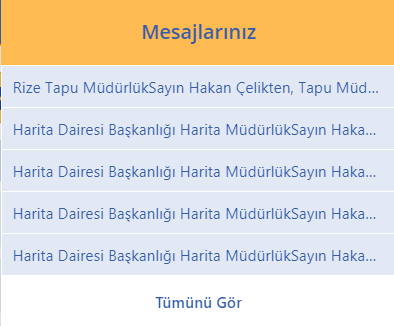 Mesajlarınız
Rize Tapu MüdürlükSayın Hakan Çelikten, Tapu Müd...
Harita Dairesi Başkanlığı Harita MüdürlükSayın Haka...
Harita Dairesi Başkanlığı Harita MüdürlükSayın Haka...
Harita Dairesi Başkanlığı Harita MüdürlükSayın Haka...
Harita Dairesi Başkanlığı Harita MüdürlükSayın Haka...
Tümünü Gör